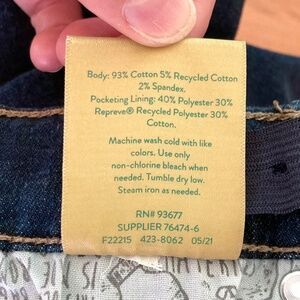 Body: 93% Cotton 5% Recycled Cotton
2% Spandex.
Pocketing Lining: 40% Polyester 30%
Repreve® Recycled Polyester 30%
Cotton.
Machine wash cold with like
colors. Use only
non-chlorine bleach when
needed. Tumble dry low.
Steam iron as needed.
RN# 93677
SUPPLIER 76474-6
F22215 423-8062 05/21